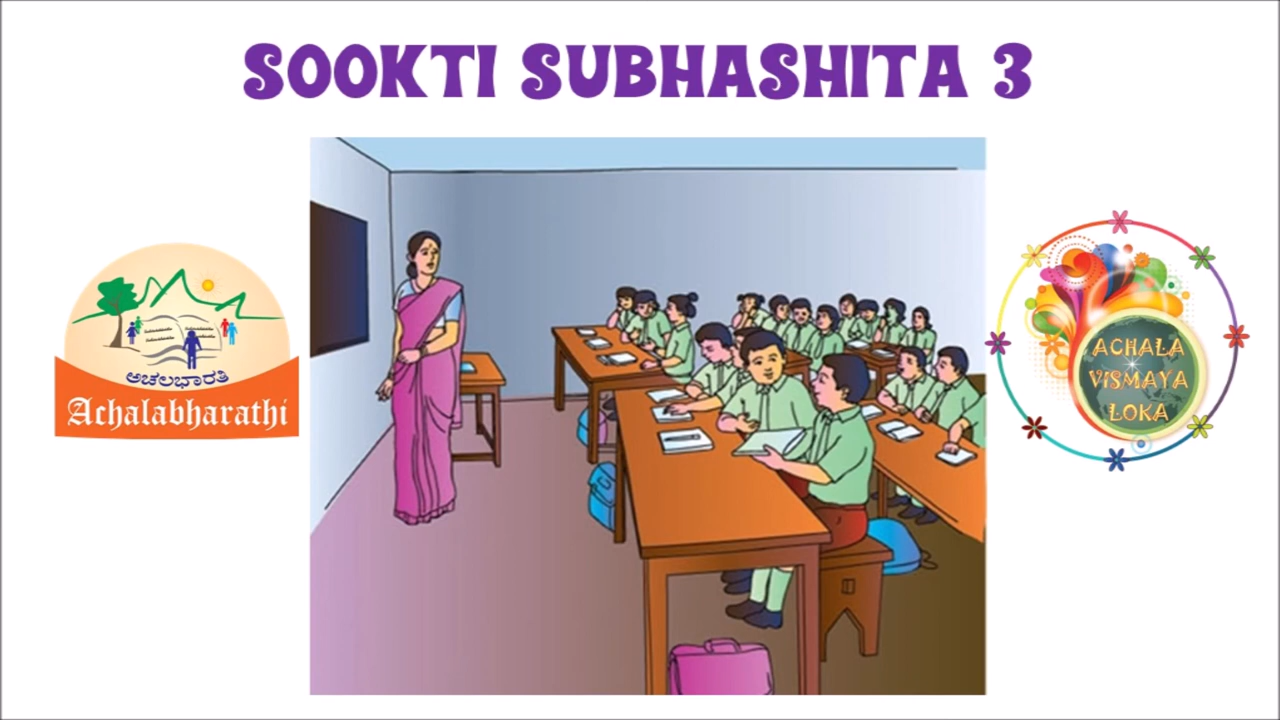 SOOKTI SUBHASHITA 3
ಅಚಲಭಾರತಿ
Achalabharathi
ACHALA
VISMAYA
LOKA